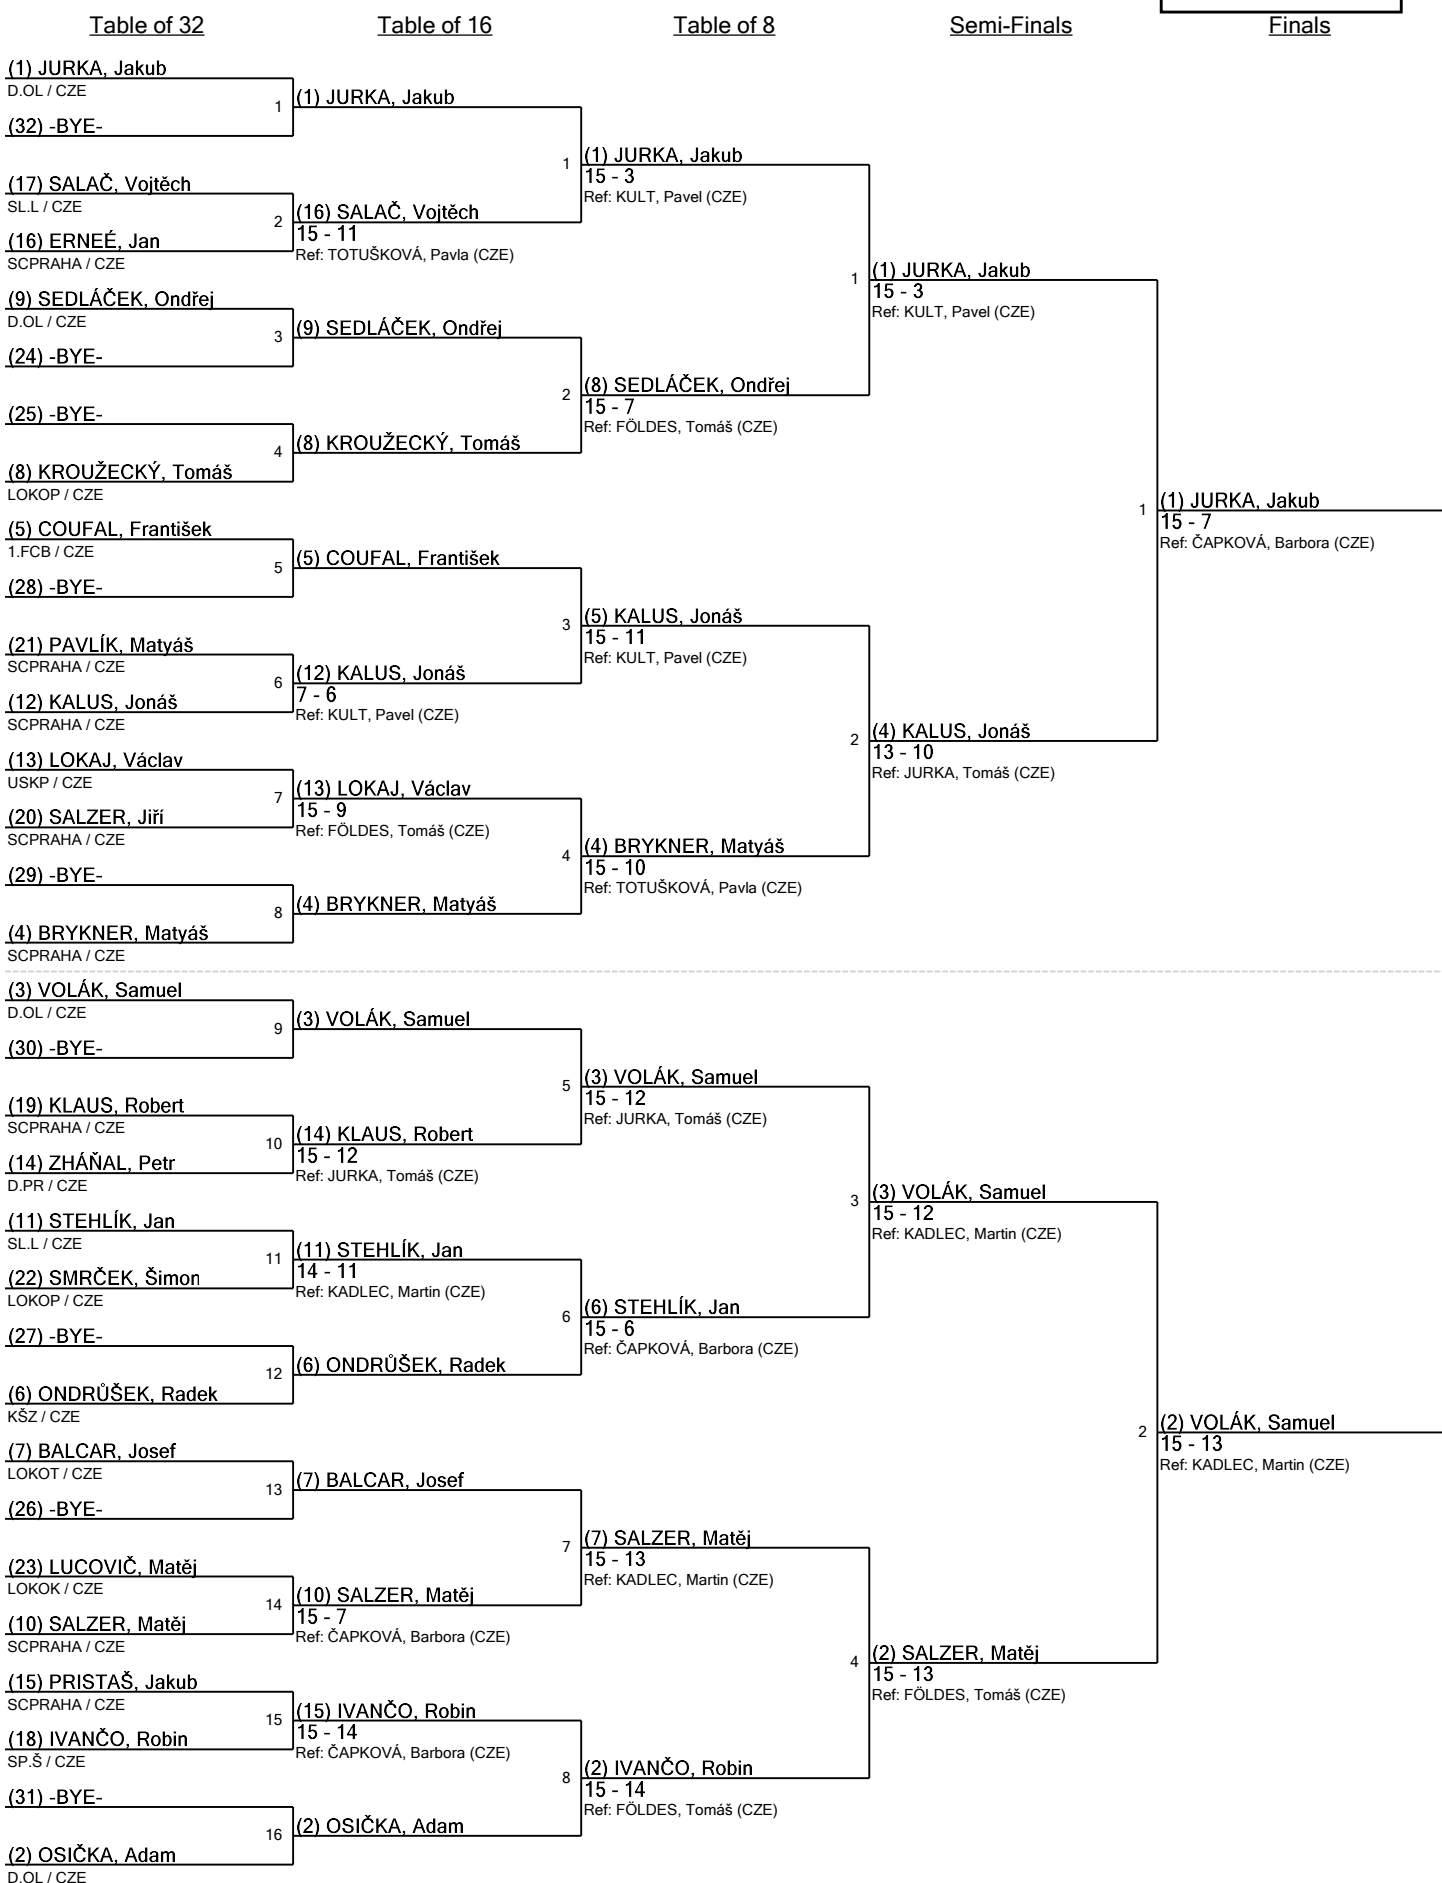 Table of 32
Table of 16
Table of 8
Semi-Finals
Finals
(1) JURKA, Jakub
D.OL / CZE
(32) -BYE-
(17) SALAČ, Vojtěch
SL.L / CZE
(16) ERNEÉ, Jan
SCPRAHA / CZE
(9) SEDLÁČEK, Ondřej
D.OL / CZE
(24) -BYE-
(25) -BYE-
(8) KROUŽECKÝ, Tomáš
LOKOP / CZE
(5) COUFAL, František
1.FCB / CZE
(28) -BYE-
(21) PAVLÍK, Matyáš
SCPRAHA / CZE
(12) KALUS, Jonáš
SCPRAHA / CZE
(13) LOKAJ, Václav
USKP / CZE
(20) SALZER, Jiří
SCPRAHA / CZE
(29) -BYE-
(4) BRYKNER, Matyáš
SCPRAHA / CZE
(3) VOLÁK, Samuel
D.OL / CZE
(30) -BYE-
(19) KLAUS, Robert
SCPRAHA / CZE
(14) ZHÁŇAL, Petr
D.PR / CZE
(11) STEHLÍK, Jan
SL.L / CZE
(22) SMRČEK, Šimon
LOKOP / CZE
(27) -BYE-
(6) ONDRŮŠEK, Radek
KŠZ / CZE
(7) BALCAR, Josef
LOKOT / CZE
(26) -BYE-
(23) LUCOVIČ, Matěj
LOKOK / CZE
(10) SALZER, Matěj
SCPRAHA / CZE
(15) PRISTAŠ, Jakub
SCPRAHA / CZE
(18) IVANČO, Robin
SP.Š / CZE
(31) -BYE-
(2) OSIČKA, Adam
D.OL / CZE
1
(1) JURKA, Jakub
2
(16) SALAČ, Vojtěch
15 - 11
Ref: TOTUŠKOVÁ, Pavla (CZE)
3
(9) SEDLÁČEK, Ondřej
4
(8) KROUŽECKÝ, Tomáš
5
(5) COUFAL, František
6
(12) KALUS, Jonáš
7 - 6
Ref: KULT, Pavel (CZE)
7
(13) LOKAJ, Václav
15 - 9
Ref: FÖLDES, Tomáš (CZE)
8
(4) BRYKNER, Matyáš
9
(3) VOLÁK, Samuel
10
(14) KLAUS, Robert
15 - 12
Ref: JURKA, Tomáš (CZE)
11
(11) STEHLÍK, Jan
14 - 11
Ref: KADLEC, Martin (CZE)
12
(6) ONDRŮŠEK, Radek
13
(7) BALCAR, Josef
14
(10) SALZER, Matěj
15 - 7
Ref: ČAPKOVÁ, Barbora (CZE)
15
(15) IVANČO, Robin
15 - 14
Ref: ČAPKOVÁ, Barbora (CZE)
16
(2) OSIČKA, Adam
1
(1) JURKA, Jakub
15 - 3
Ref: KULT, Pavel (CZE)
2
(8) SEDLÁČEK, Ondřej
15 - 7
Ref: FÖLDES, Tomáš (CZE)
3
(5) KALUS, Jonáš
15 - 11
Ref: KULT, Pavel (CZE)
4
(4) BRYKNER, Matyáš
15 - 10
Ref: TOTUŠKOVÁ, Pavla (CZE)
5
(3) VOLÁK, Samuel
15 - 12
Ref: JURKA, Tomáš (CZE)
6
(6) STEHLÍK, Jan
15 - 6
Ref: ČAPKOVÁ, Barbora (CZE)
7
(7) SALZER, Matěj
15 - 13
Ref: KADLEC, Martin (CZE)
8
(2) IVANČO, Robin
15 - 14
Ref: FÖLDES, Tomáš (CZE)
1
(1) JURKA, Jakub
15 - 3
Ref: KULT, Pavel (CZE)
2
(4) KALUS, Jonáš
13 - 10
Ref: JURKA, Tomáš (CZE)
3
(3) VOLÁK, Samuel
15 - 12
Ref: KADLEC, Martin (CZE)
4
(2) SALZER, Matěj
15 - 13
Ref: FÖLDES, Tomáš (CZE)
1
(1) JURKA, Jakub
15 - 7
Ref: ČAPKOVÁ, Barbora (CZE)
2
(2) VOLÁK, Samuel
15 - 13
Ref: KADLEC, Martin (CZE)